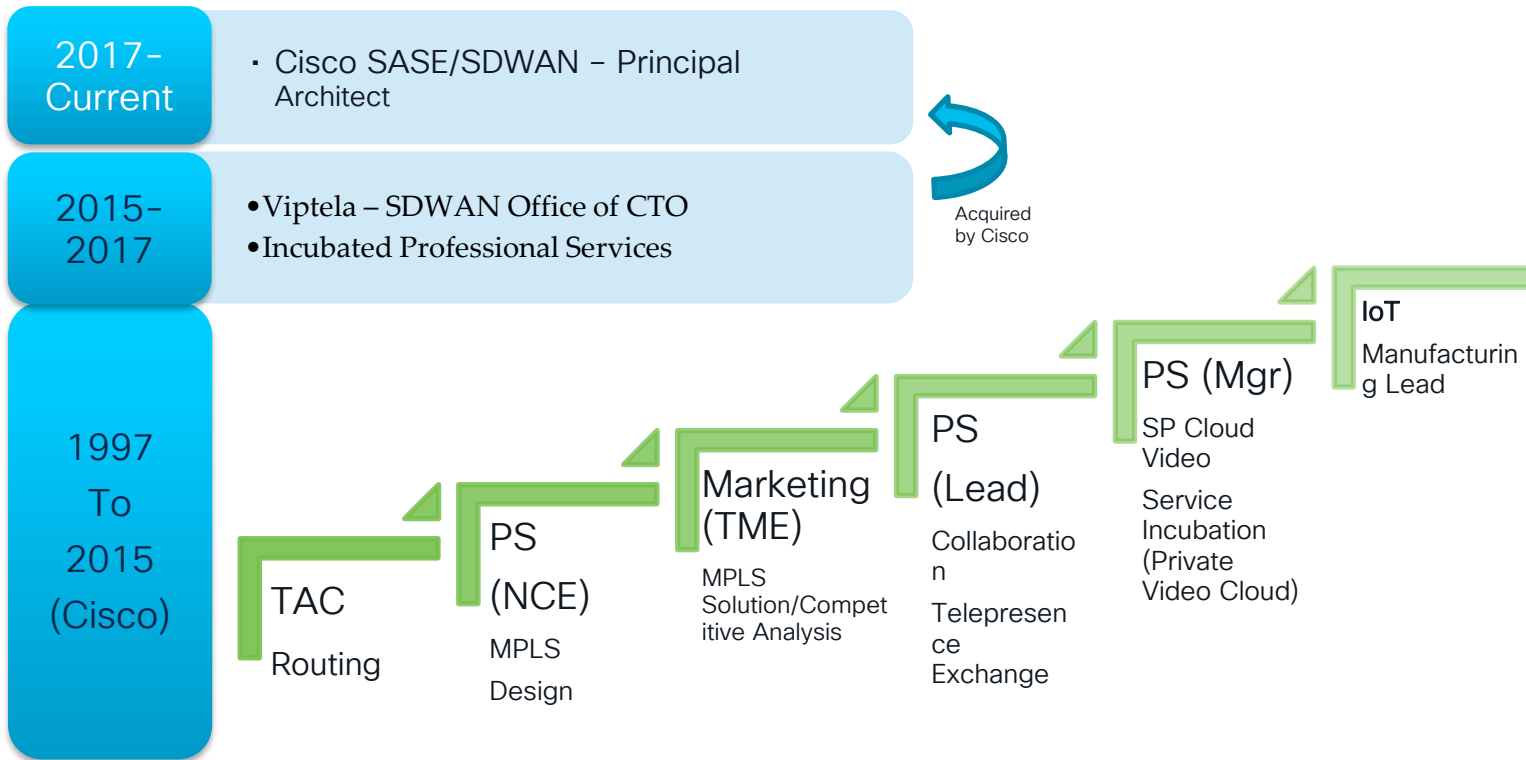 2017-
Current
▪ Cisco SASE/SDWAN – Principal
Architect
2015-
2017
•Viptela – SDWAN Office of CTO
•Incubated Professional Services
Acquired
by Cisco
1997
To
2015
(Cisco)
TAC
Routing
PS
(NCE)
MPLS
Design
Marketing
(TME)
MPLS
Solution/Compet
itive Analysis
PS
(Lead)
Collaboratio
n
Telepresen
ce
Exchange
PS (Mgr)
SP Cloud
Video
Service
Incubation
(Private
Video Cloud)
IoT
Manufacturin
g Lead